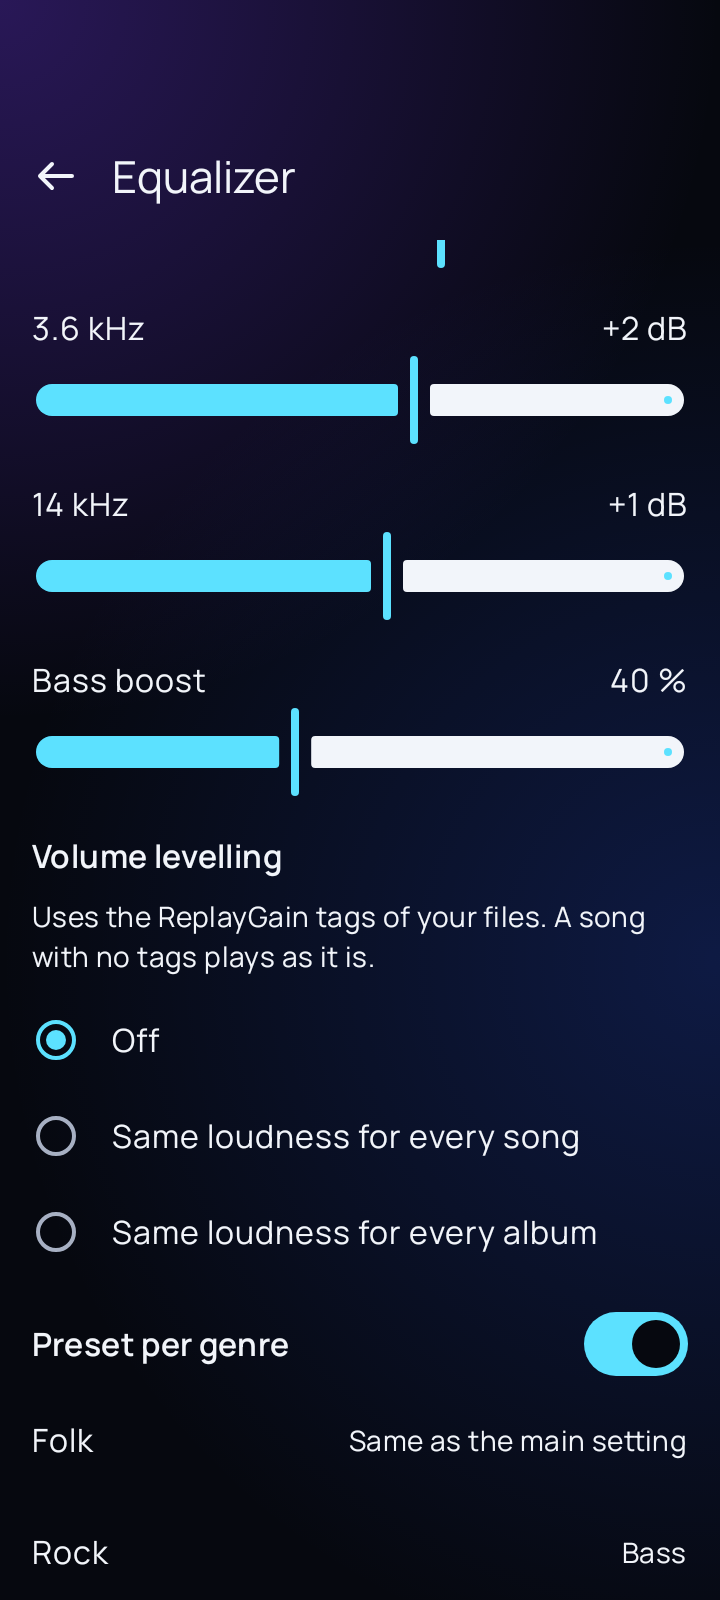 Equalizer
3.6 kHz +2 dB
14 kHz +1 dB
Bass boost 40 %
Volume levelling
Uses the ReplayGain tags of your files. A song
with no tags plays as it is.
Off
Same loudness for every song
Same loudness for every album
Preset per genre
Folk Same as the main setting
Rock Bass